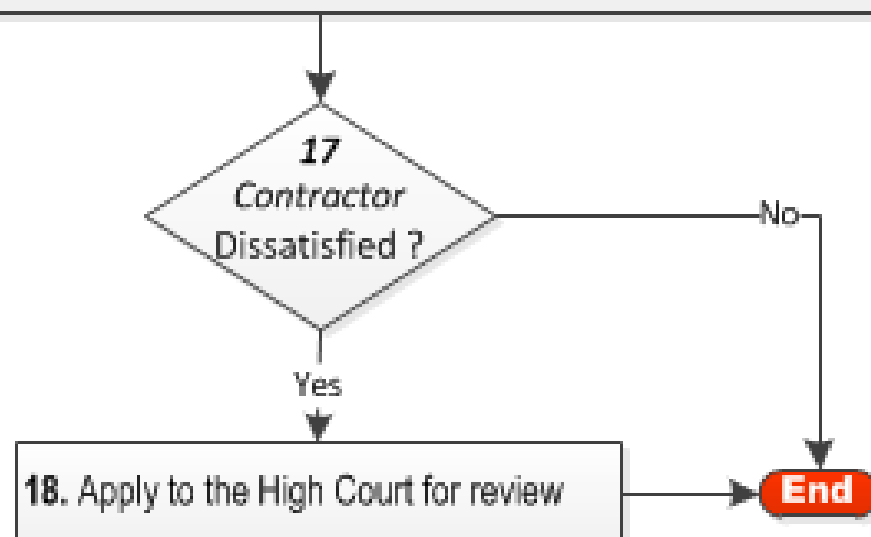 17
Contractor
Dissatisfied ?
No
Yes
18. Apply to the High Court for review
End